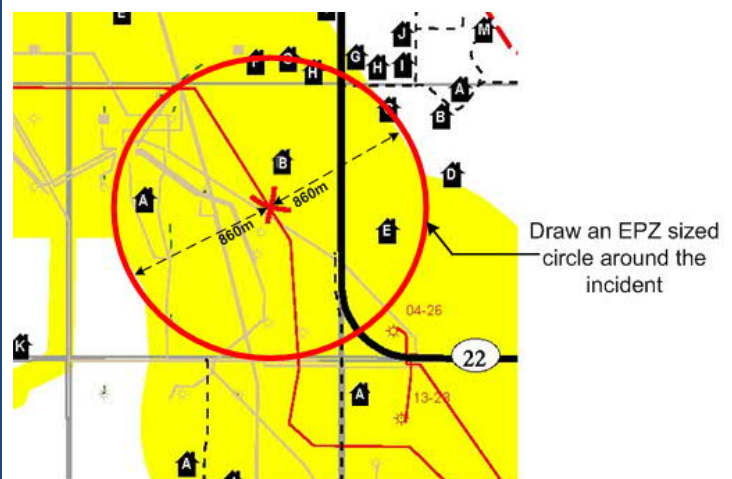 J
M
G
H
I
F
H
A
B
B
D
A
860m
860m
E
Draw an EPZ sized
circle around the
incident
04-26
K
22
A
13-23
A